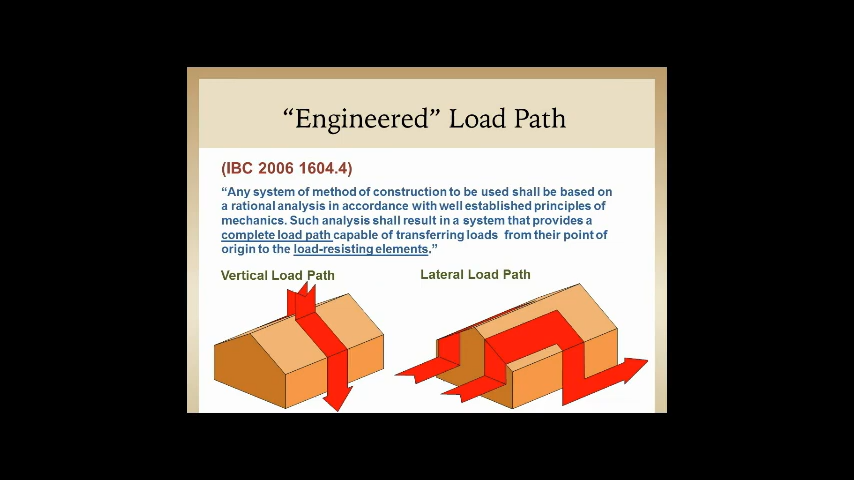 “Engineered” Load Path
(IBC 2006 1604.4)
“Any system of method of construction to be used shall be based on
a rational analysis in accordance with well established principles of
mechanics. Such analysis shall result in a system that provides a
complete load path capable of transferring loads from their point of
origin to the load-resisting elements.”
Vertical Load Path
Lateral Load Path